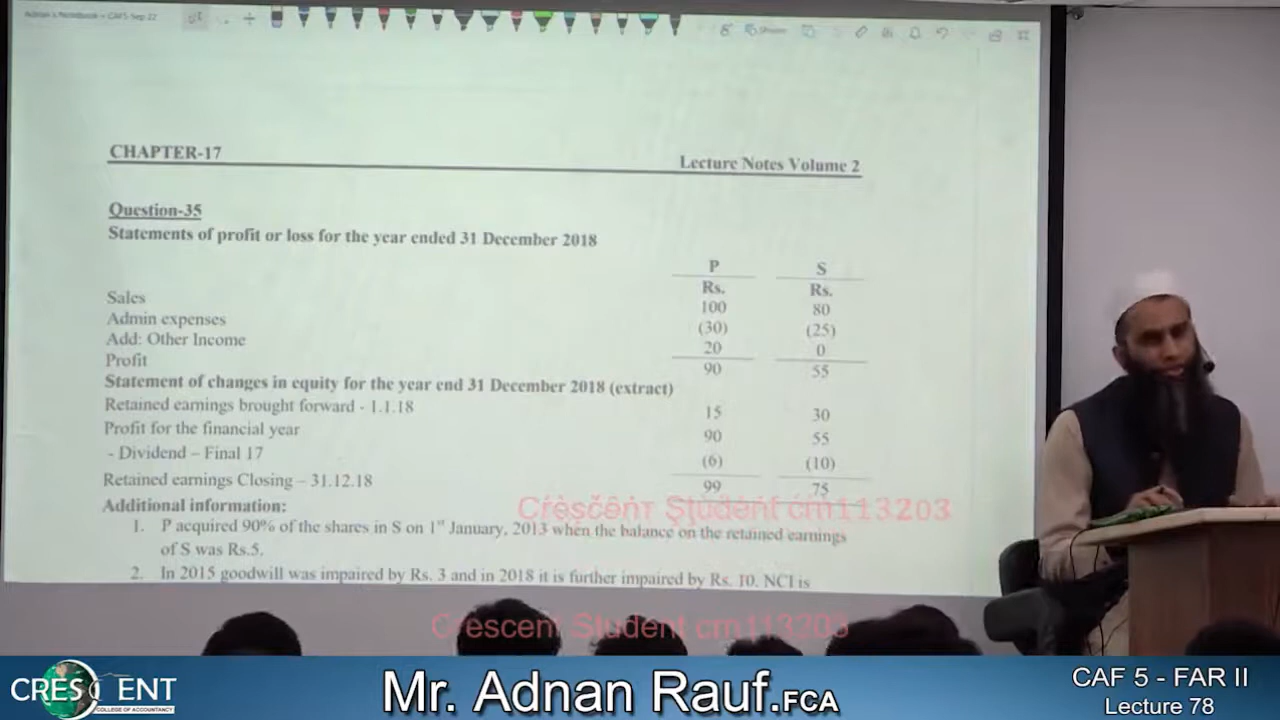 Adnan's Notebook » CAF5-Sep 22
Share
CHAPTER-17
Lecture Notes Volume 2
Question-35
Statements of profit or loss for the year ended 31 December 2018
P S
Rs. Rs.
Sales 100 80
Admin expenses (30) (25)
Add: Other Income 20 0
Profit 90 55
Statement of changes in equity for the year end 31 December 2018 (extract)
Retained earnings brought forward - 1.1.18 15 30
Profit for the financial year 90 55
- Dividend – Final 17 (6) (10)
Retained earnings Closing – 31.12.18 99 75
Additional information:
Crescent Student cm113203
1. P acquired 90% of the shares in S on 1st January, 2013 when the balance on the retained earnings
of S was Rs.5.
2. In 2015 goodwill was impaired by Rs. 3 and in 2018 it is further impaired by Rs. 10. NCI is
Crescent Student cm113203
CRESCENT
COLLEGE OF ACCOUNTANCY
Mr. Adnan Rauf.FCA
CAF 5 - FAR II
Lecture 78